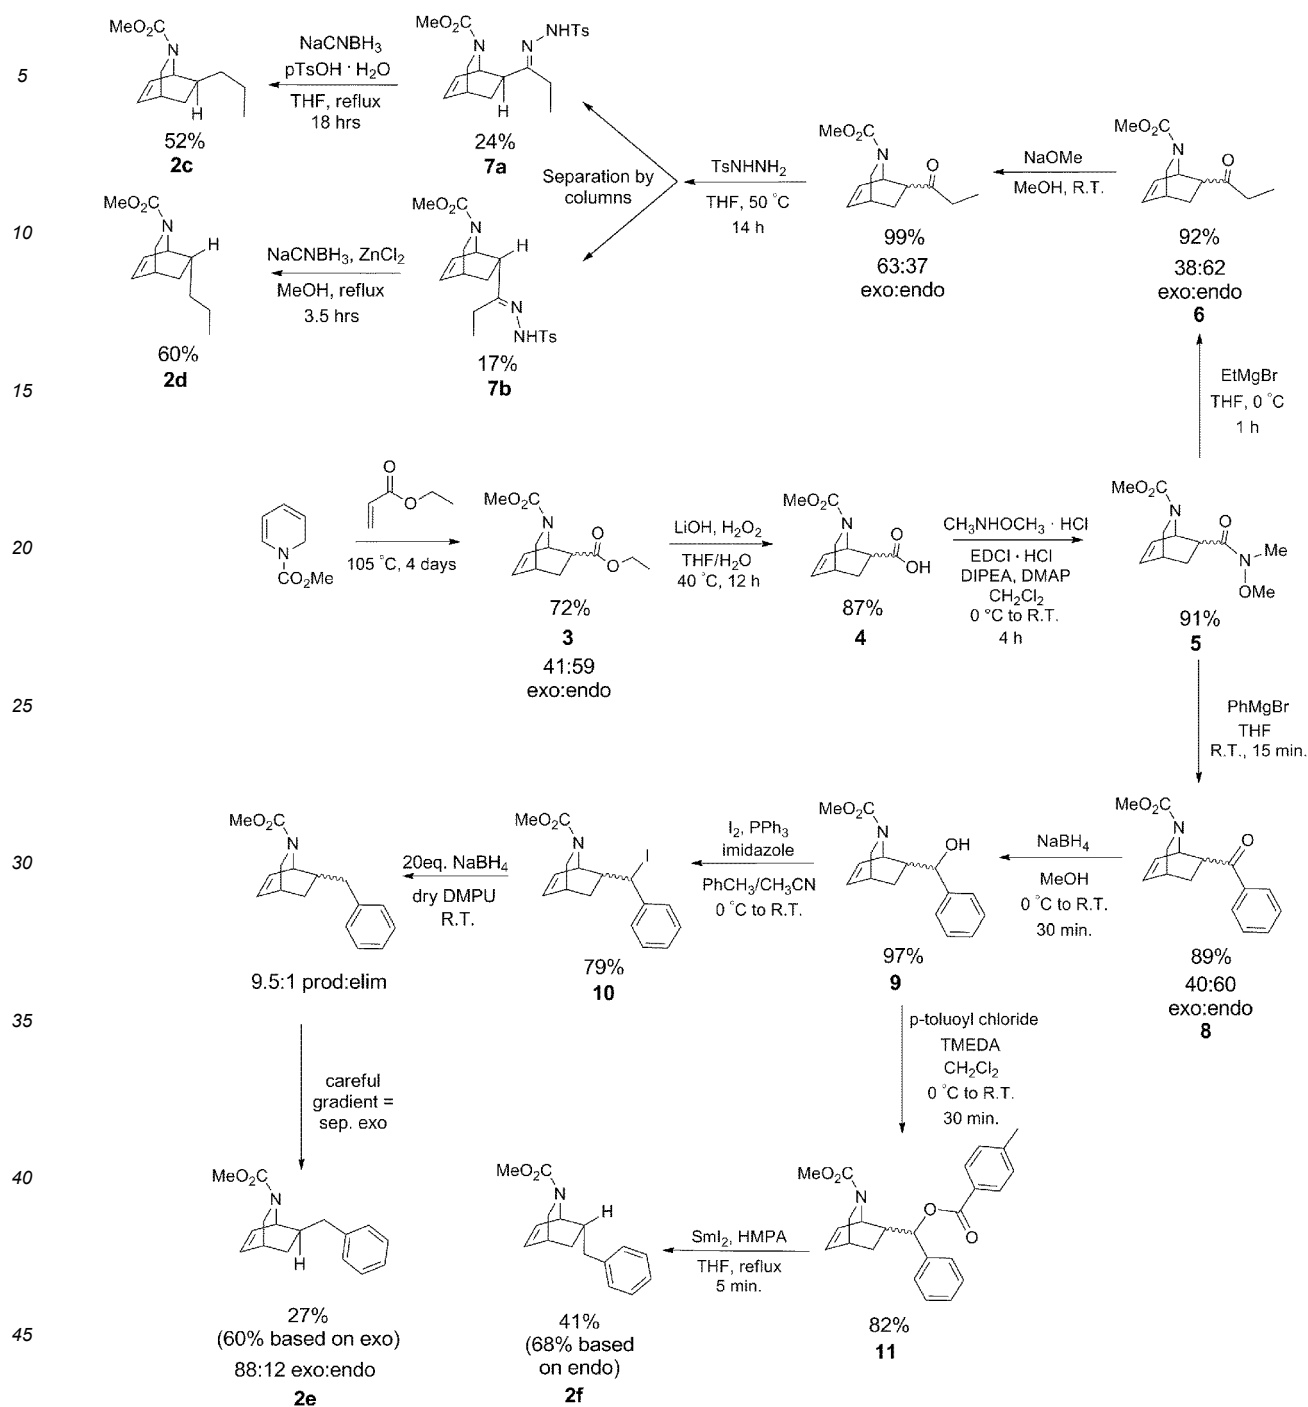 5
10
15
20
25
30
35
40
45
MeO₂C
N
H
52%
2c
NaCNBH₃
pTsOH · H₂O
THF, reflux
18 hrs
MeO₂C
N
N
NHTs
H
24%
7a
Separation by
columns
TsNHNH₂
THF, 50 °C
14 h
MeO₂C
N
O
99%
63:37
exo:endo
NaOMe
MeOH, R.T.
MeO₂C
N
O
92%
38:62
exo:endo
6
MeO₂C
N
H
60%
2d
NaCNBH₃, ZnCl₂
MeOH, reflux
3.5 hrs
MeO₂C
N
H
N
NHTs
17%
7b
EtMgBr
THF, 0 °C
1 h
N
CO₂Me
O
O
105 °C, 4 days
MeO₂C
N
O
O
72%
3
41:59
exo:endo
LiOH, H₂O₂
THF/H₂O
40 °C, 12 h
MeO₂C
N
O
OH
87%
4
CH₃NHOCH₃ · HCl
EDCI · HCl
DIPEA, DMAP
CH₂Cl₂
0 °C to R.T.
4 h
MeO₂C
N
O
N
Me
OMe
91%
5
PhMgBr
THF
R.T., 15 min.
MeO₂C
N
O
89%
40:60
exo:endo
8
NaBH₄
MeOH
0 °C to R.T.
30 min.
MeO₂C
N
OH
97%
9
I₂, PPh₃
imidazole
PhCH₃/CH₃CN
0 °C to R.T.
MeO₂C
N
I
79%
10
20eq. NaBH₄
dry DMPU
R.T.
MeO₂C
N
9.5:1 prod:elim
careful
gradient =
sep. exo
MeO₂C
N
H
27%
(60% based on exo)
88:12 exo:endo
2e
p-toluoyl chloride
TMEDA
CH₂Cl₂
0 °C to R.T.
30 min.
MeO₂C
N
O
O
82%
11
SmI₂, HMPA
THF, reflux
5 min.
MeO₂C
N
H
41%
(68% based
on endo)
2f